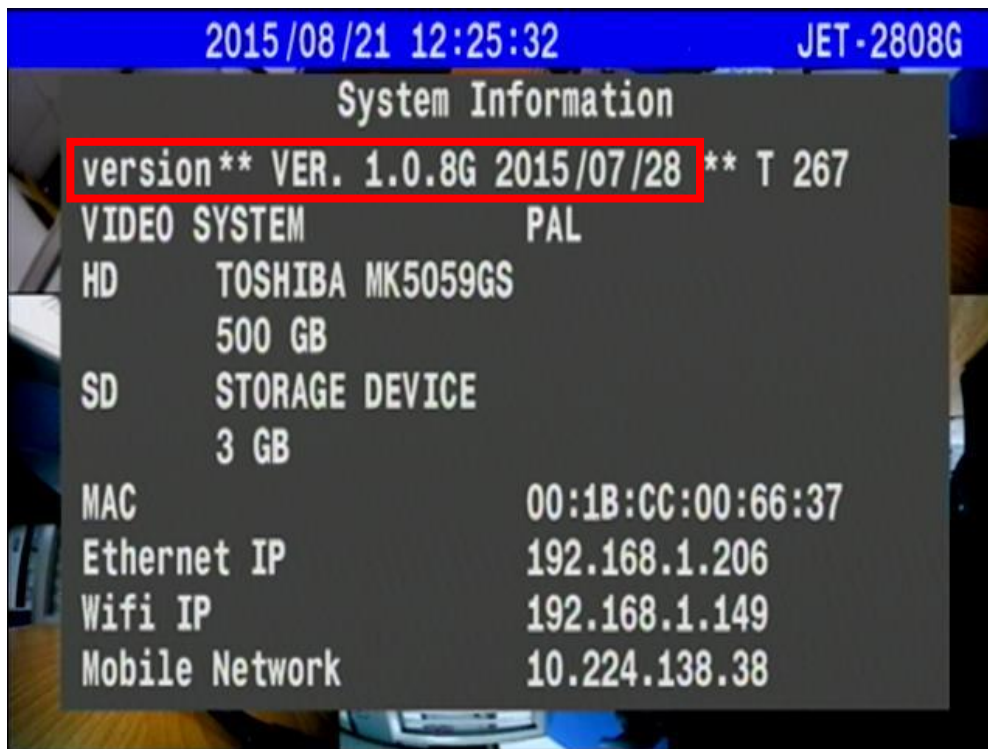 2015/08/21 12:25:32 JET-2808G
System Information
version** VER. 1.0.8G 2015/07/28 ** T 267
VIDEO SYSTEM PAL
HD TOSHIBA MK5059GS
500 GB
SD STORAGE DEVICE
3 GB
MAC 00:1B:CC:00:66:37
Ethernet IP 192.168.1.206
Wifi IP 192.168.1.149
Mobile Network 10.224.138.38